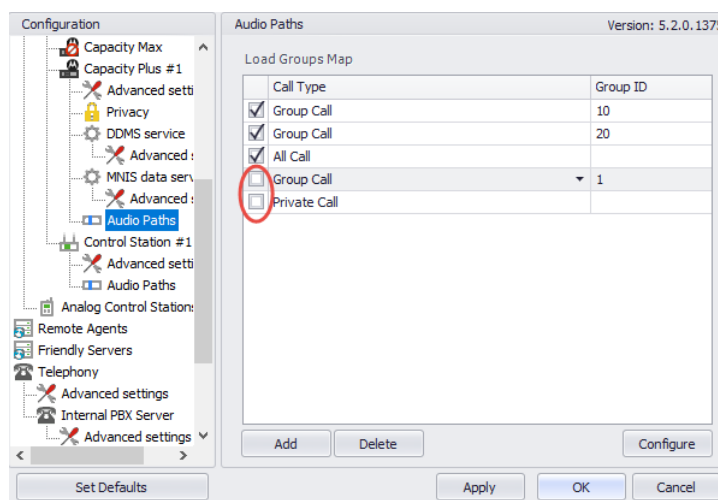 Configuration
Capacity Max
Capacity Plus #1
Advanced setti
Privacy
DDMS service
Advanced s
MNIS data serv
Advanced s
Audio Paths
Control Station #1
Advanced setti
Audio Paths
Analog Control Stations
Remote Agents
Friendly Servers
Telephony
Advanced settings
Internal PBX Server
Advanced settings
Set Defaults
Audio Paths Version: 5.2.0.1375
Load Groups Map
Call Type Group ID
Group Call 10
Group Call 20
All Call
Group Call 1
Private Call
Add Delete Configure
Apply OK Cancel